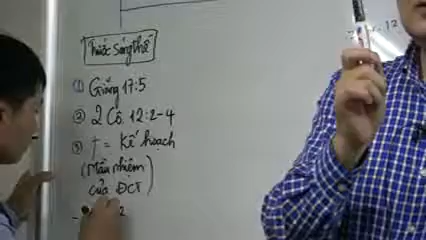 Trước Sáng Thế
① Giăng 17:5
② 2 Cô. 12:2-4
③ † = Kế hoạch
(Mầu nhiệm
của ĐCT)